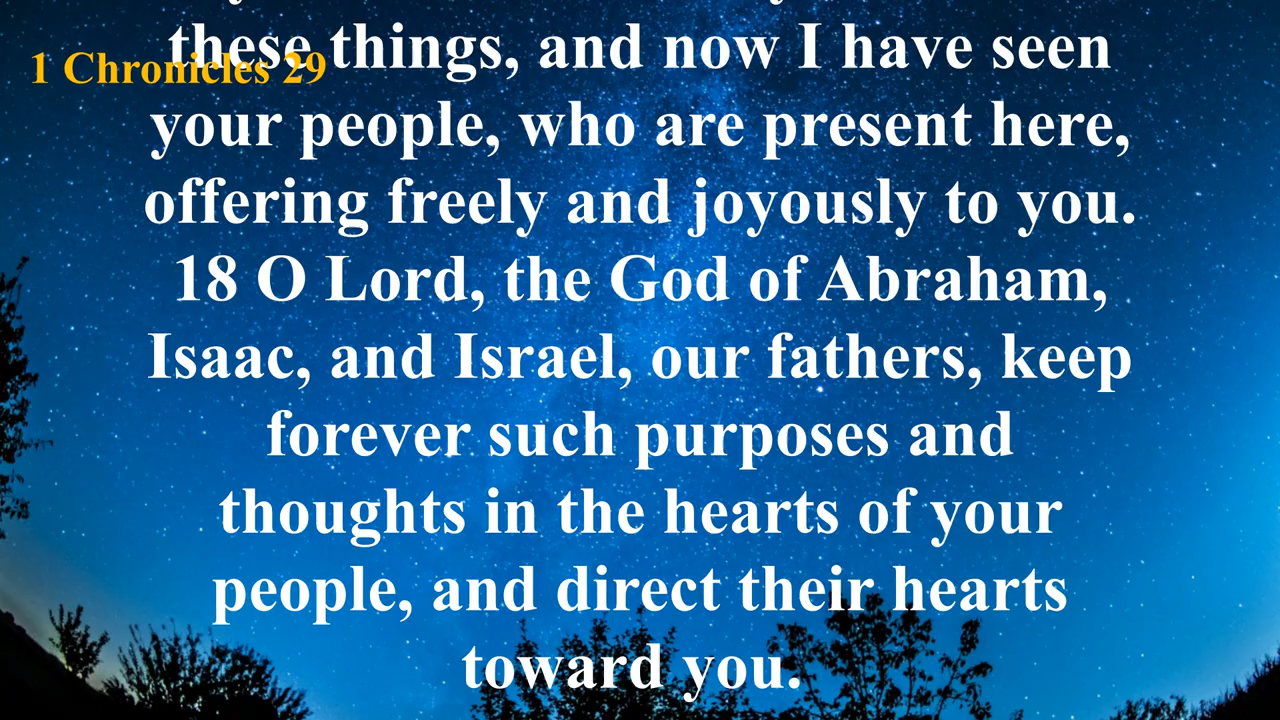 1 Chronicles 29
these things, and now I have seen
your people, who are present here,
offering freely and joyously to you.
18 O Lord, the God of Abraham,
Isaac, and Israel, our fathers, keep
forever such purposes and
thoughts in the hearts of your
people, and direct their hearts
toward you.